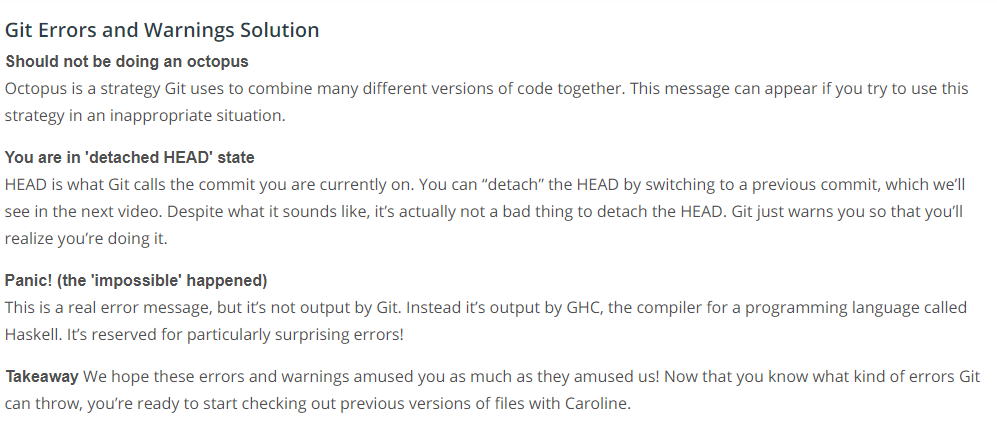 Git Errors and Warnings Solution
Should not be doing an octopus
Octopus is a strategy Git uses to combine many different versions of code together. This message can appear if you try to use this
strategy in an inappropriate situation.
You are in 'detached HEAD' state
HEAD is what Git calls the commit you are currently on. You can “detach” the HEAD by switching to a previous commit, which we’ll
see in the next video. Despite what it sounds like, it’s actually not a bad thing to detach the HEAD. Git just warns you so that you’ll
realize you’re doing it.
Panic! (the 'impossible' happened)
This is a real error message, but it’s not output by Git. Instead it’s output by GHC, the compiler for a programming language called
Haskell. It’s reserved for particularly surprising errors!
Takeaway We hope these errors and warnings amused you as much as they amused us! Now that you know what kind of errors Git
can throw, you’re ready to start checking out previous versions of files with Caroline.